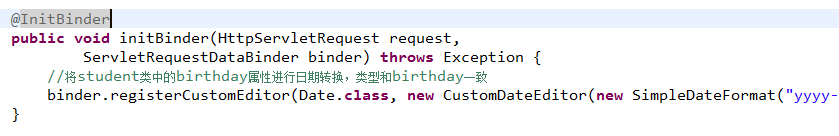 @InitBinder
public void initBinder(HttpServletRequest request,
ServletRequestDataBinder binder) throws Exception {
//将student类中的birthday属性进行日期转换，类型和birthday一致
binder.registerCustomEditor(Date.class, new CustomDateEditor(new SimpleDateFormat("yyyy-
}